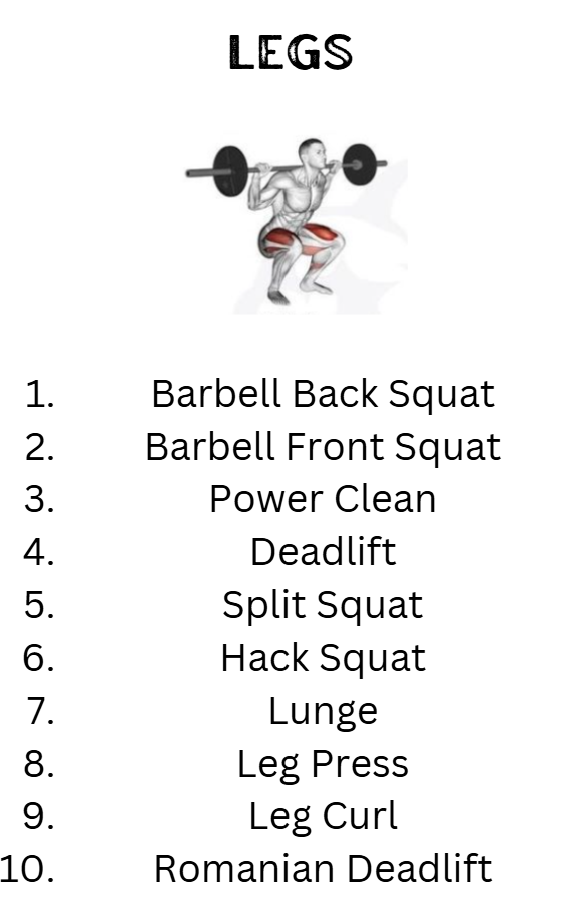 LEGS
1. Barbell Back Squat
2. Barbell Front Squat
3. Power Clean
4. Deadlift
5. Split Squat
6. Hack Squat
7. Lunge
8. Leg Press
9. Leg Curl
10. Romanian Deadlift